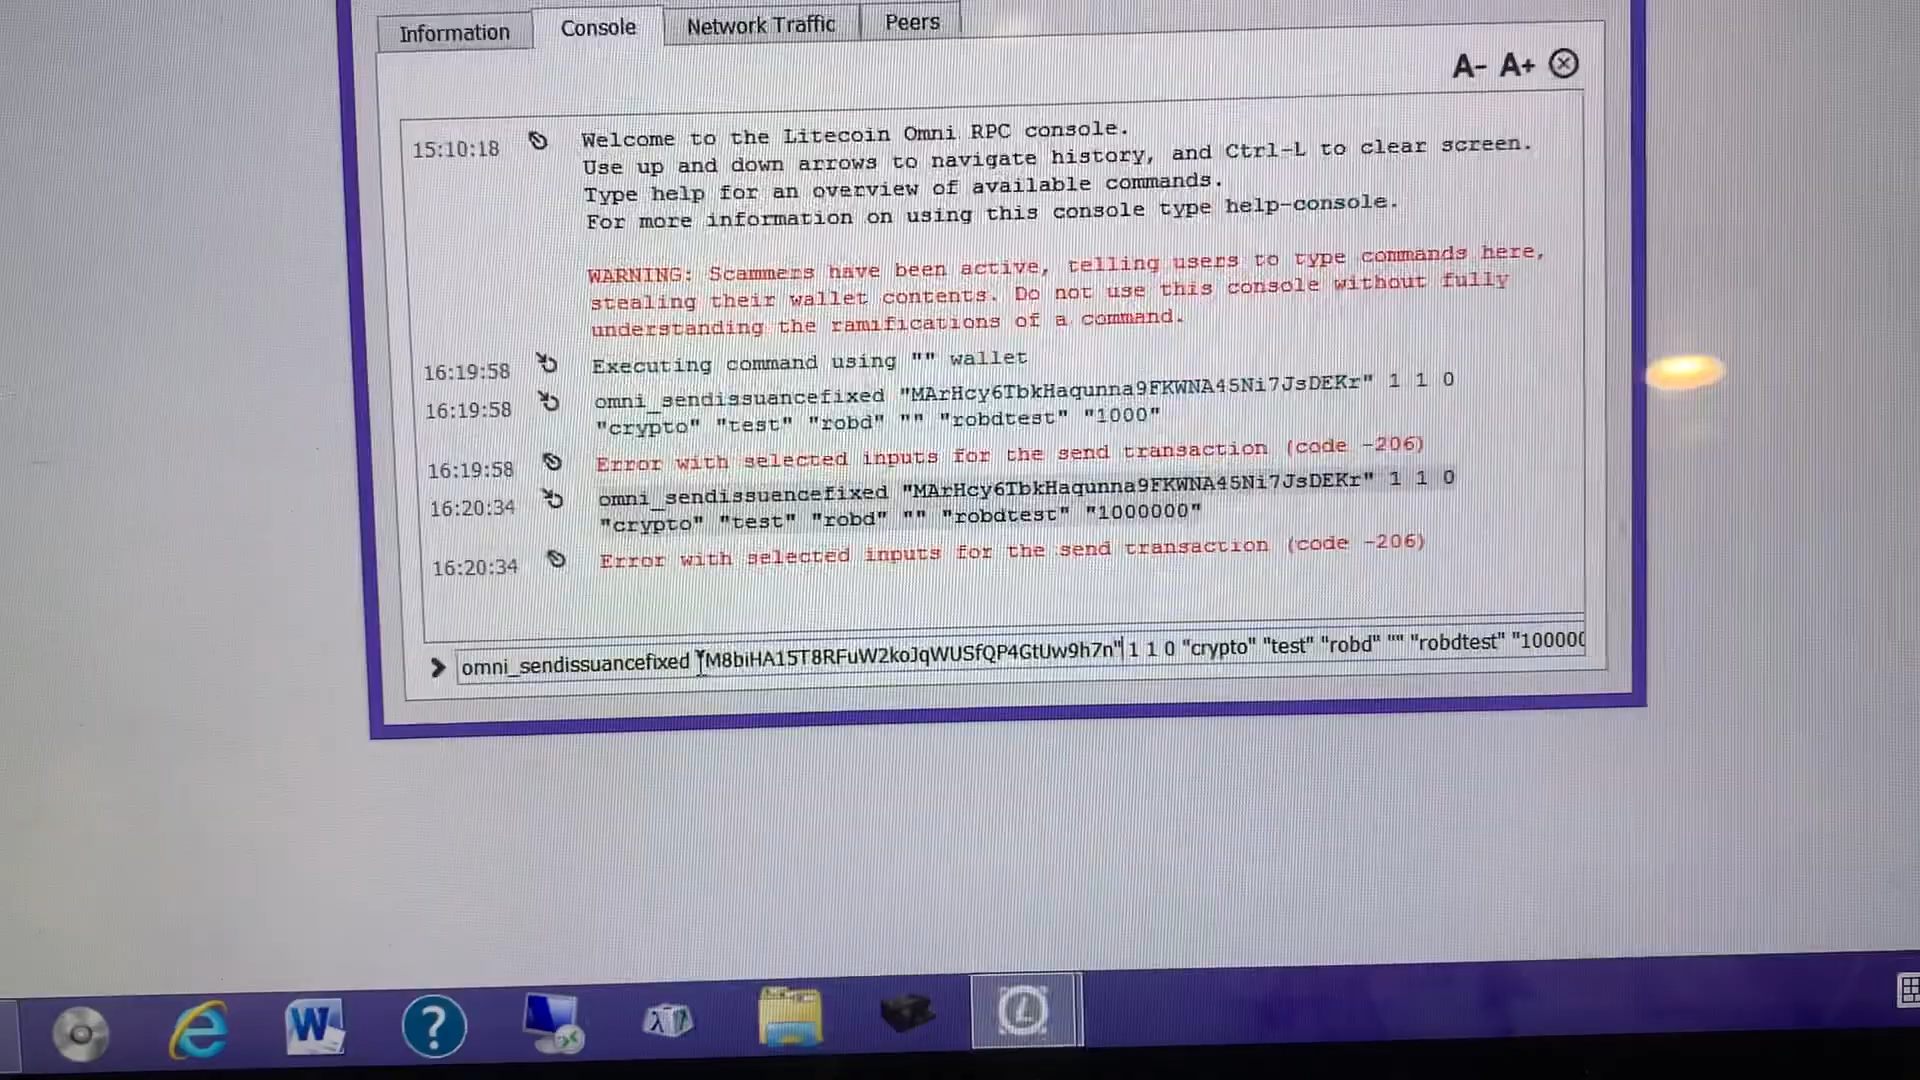 Information Console Network Traffic Peers
A- A+
15:10:18 Welcome to the Litecoin Omni RPC console.
Use up and down arrows to navigate history, and Ctrl-L to clear screen.
Type help for an overview of available commands.
For more information on using this console type help-console.
WARNING: Scammers have been active, telling users to type commands here,
stealing their wallet contents. Do not use this console without fully
understanding the ramifications of a command.
16:19:58 Executing command using "" wallet
16:19:58 omni_sendissuancefixed "MArHcy6TbkHaqunna9FKWNA45Ni7JsDEKr" 1 1 0
"crypto" "test" "robd" "" "robdtest" "1000"
16:19:58 Error with selected inputs for the send transaction (code -206)
16:20:34 omni_sendissuancefixed "MArHcy6TbkHaqunna9FKWNA45Ni7JsDEKr" 1 1 0
"crypto" "test" "robd" "" "robdtest" "1000000"
16:20:34 Error with selected inputs for the send transaction (code -206)
omni_sendissuancefixed "M8biHA15T8RFuW2koJqWUSfQP4GtUw9h7n" 1 1 0 "crypto" "test" "robd" "" "robdtest" "100000